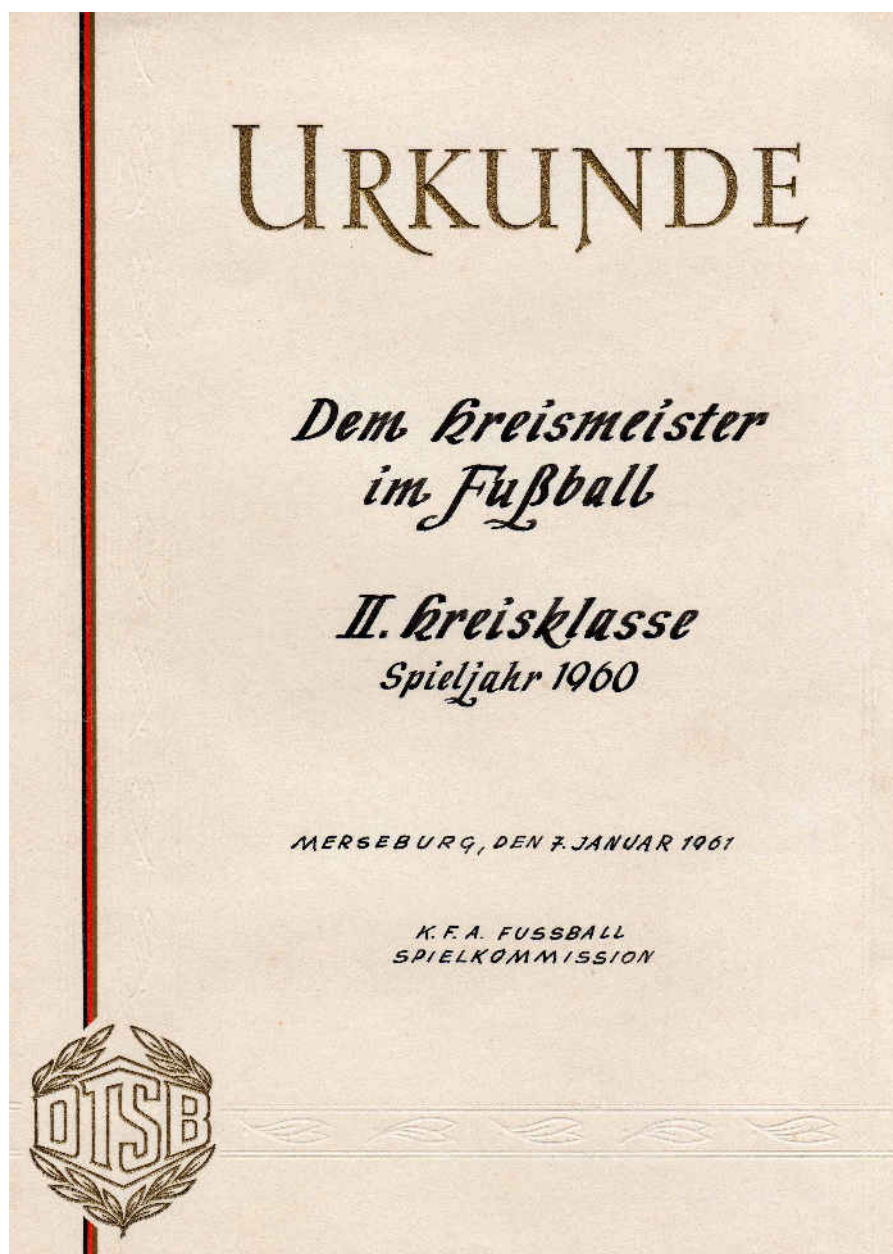 URKUNDE
Dem Kreismeister
im Fußball
II. Kreisklasse
Spieljahr 1960
MERSEBURG, DEN 7. JANUAR 1961
K. F. A. FUSSBALL
SPIELKOMMISSION
DTSB